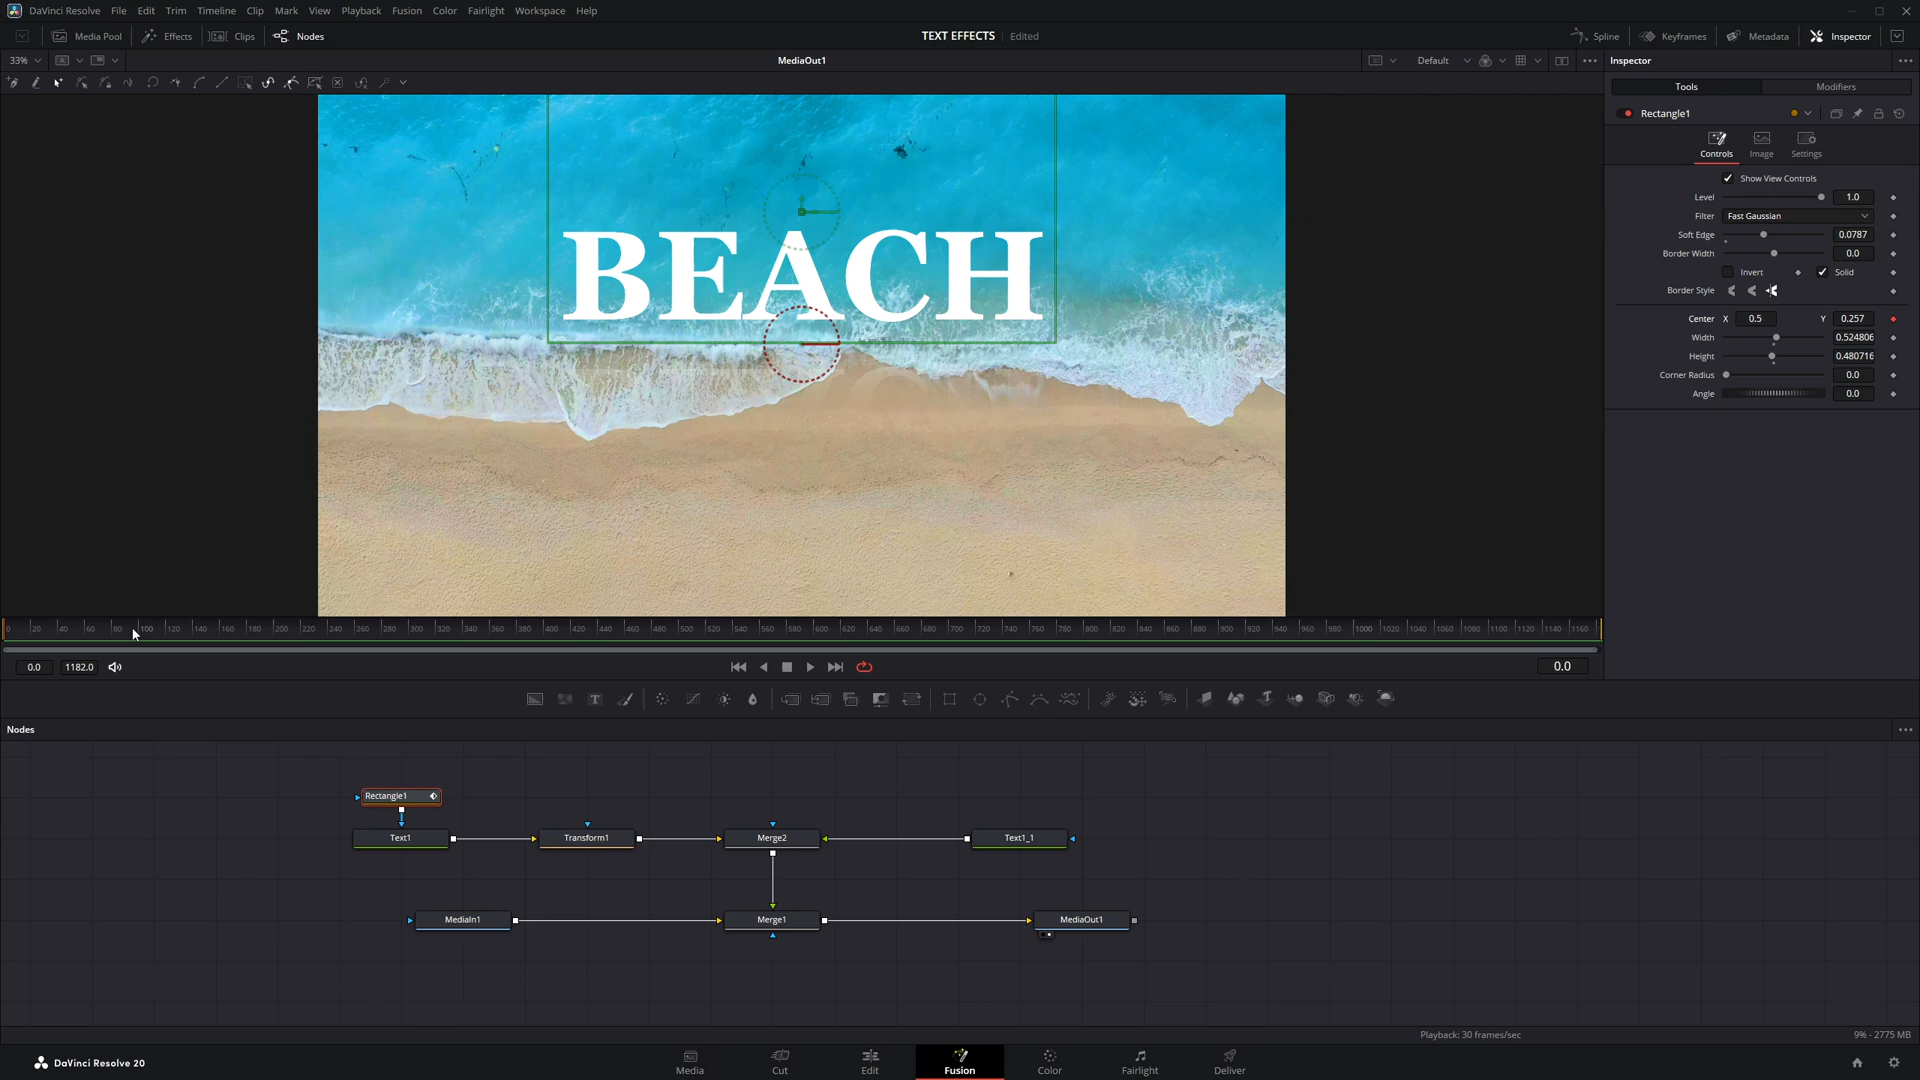 DaVinci Resolve File Edit Trim Timeline Clip Mark View Playback Fusion Color Fairlight Workspace Help
Media Pool Effects Clips Nodes TEXT EFFECTS Edited Spline Keyframes Metadata Inspector
33% MediaOut1 Default Inspector
Tools Modifiers
Rectangle1
Controls Image Settings
Show View Controls
Level 1.0
Filter Fast Gaussian
Soft Edge 0.0787
Border Width 0.0
Invert Solid
Border Style
Center X 0.5 Y 0.257
Width 0.524806
Height 0.480716
Corner Radius 0.0
Angle 0.0
BEACH
0 20 40 60 80 100 120 140 160 180 200 220 240 260 280 300 320 340 360 380 400 420 440 460 480 500 520 540 560 580 600 620 640 660 680 700 720 740 760 780 800 820 840 860 880 900 920 940 960 980 1000 1020 1040 1060 1080 1100 1120 1140 1160
0.0 1182.0 0.0
Nodes
Rectangle1
Text1 Transform1 Merge2 Text1_1
MediaIn1 Merge1 MediaOut1
Playback: 30 frames/sec 9% - 2775 MB
DaVinci Resolve 20 Media Cut Edit Fusion Color Fairlight Deliver